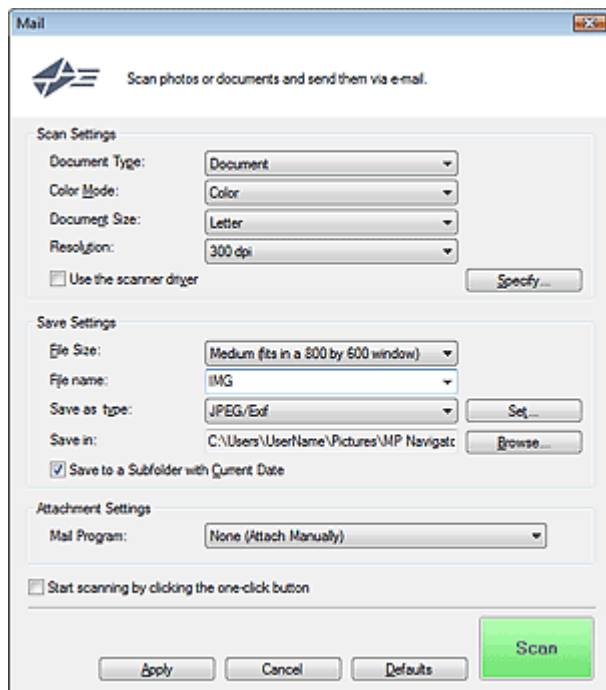 Mail
Scan photos or documents and send them via e-mail.
Scan Settings
Document Type: Document
Color Mode: Color
Document Size: Letter
Resolution: 300 dpi
Use the scanner driver Specify...
Save Settings
File Size: Medium (fits in a 800 by 600 window)
File name: IMG
Save as type: JPEG/Exif Set...
Save in: C:\Users\UserName\Pictures\MP Navigato Browse...
Save to a Subfolder with Current Date
Attachment Settings
Mail Program: None (Attach Manually)
Start scanning by clicking the one-click button
Scan
Apply Cancel Defaults